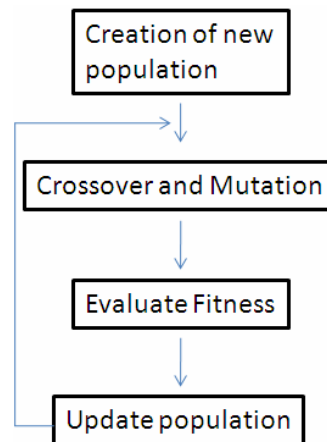 Creation of new
population
Crossover and Mutation
Evaluate Fitness
Update population